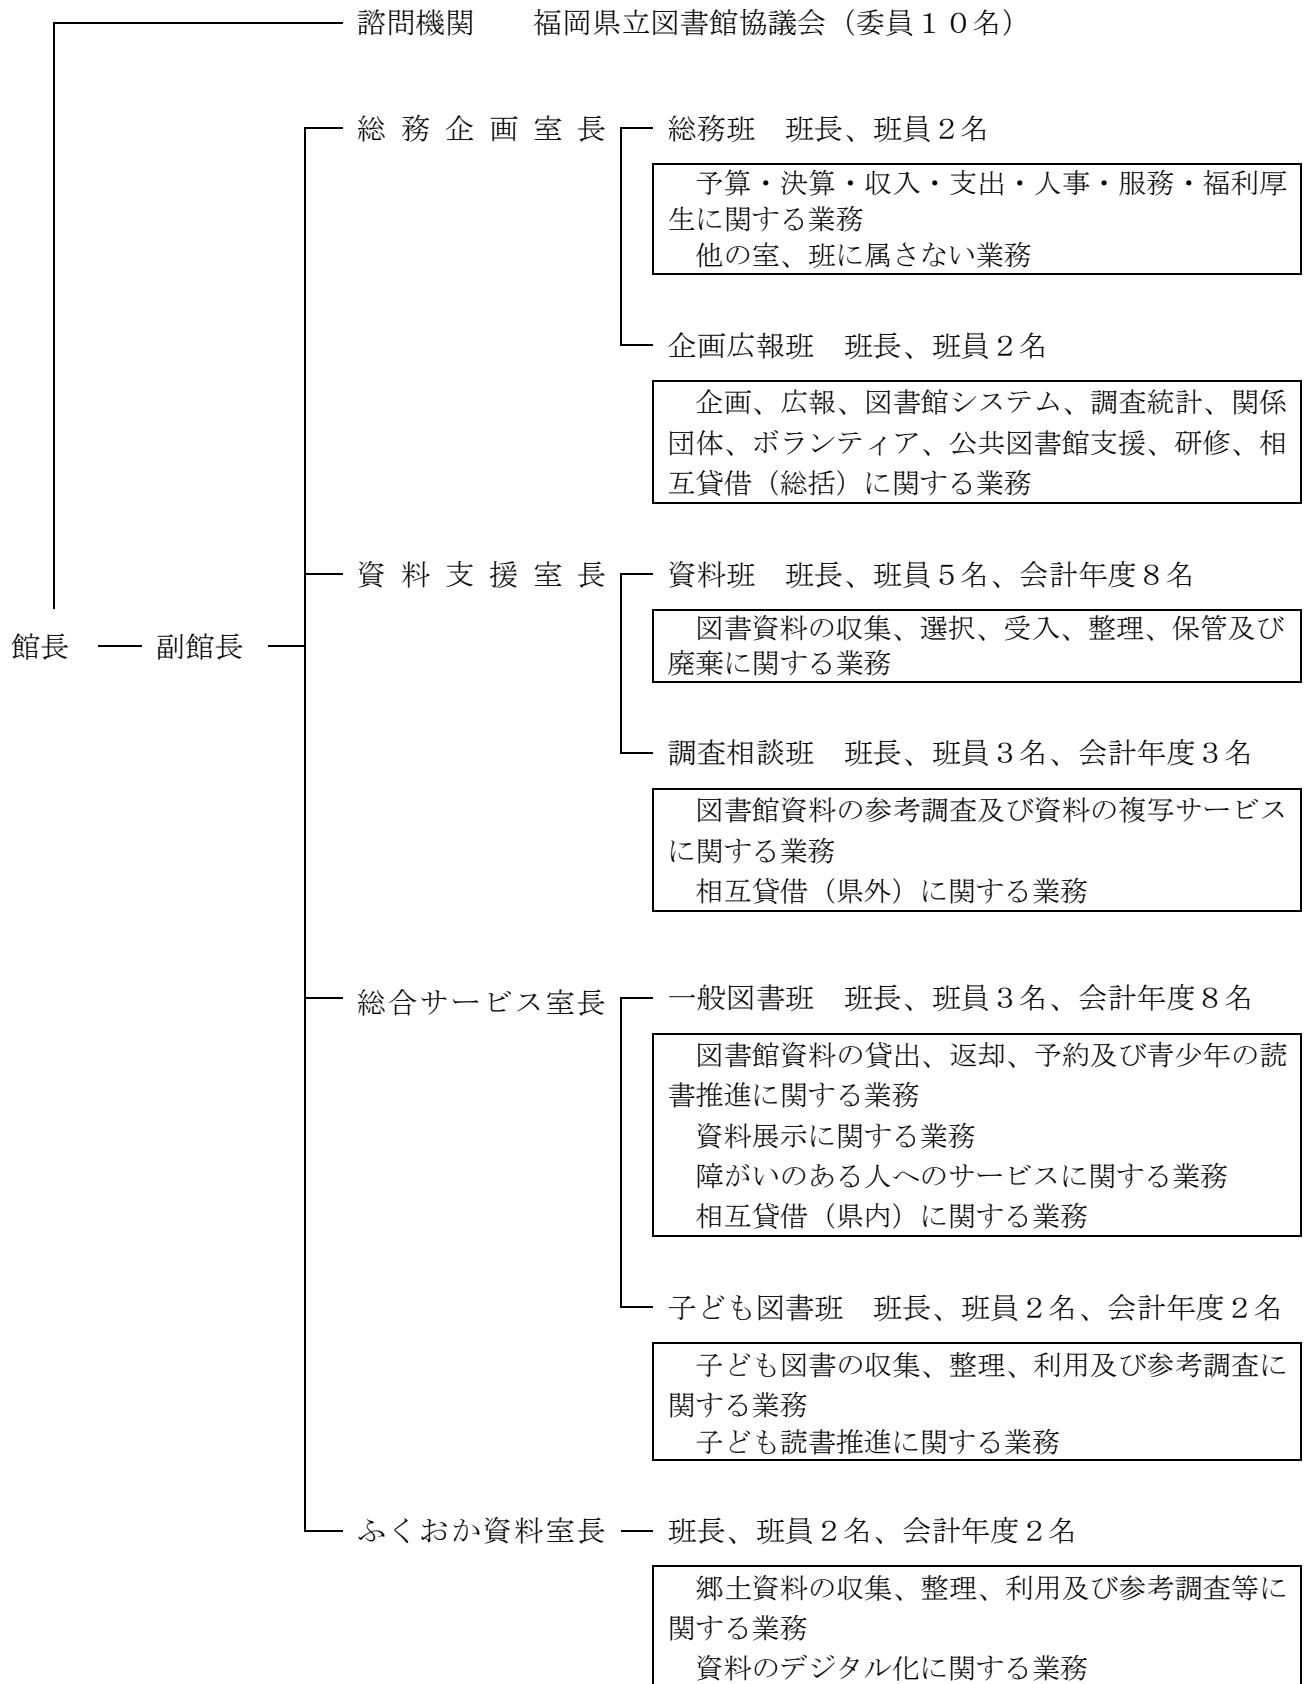 諮問機関　福岡県立図書館協議会（委員１０名）
総務企画室長
総務班　班長、班員２名
予算・決算・収入・支出・人事・服務・福利厚
生に関する業務
他の室、班に属さない業務
企画広報班　班長、班員２名
企画、広報、図書館システム、調査統計、関係
団体、ボランティア、公共図書館支援、研修、相
互貸借（総括）に関する業務
館長
副館長
資料支援室長
資料班　班長、班員５名、会計年度８名
図書資料の収集、選択、受入、整理、保管及び
廃棄に関する業務
調査相談班　班長、班員３名、会計年度３名
図書館資料の参考調査及び資料の複写サービス
に関する業務
相互貸借（県外）に関する業務
総合サービス室長
一般図書班　班長、班員３名、会計年度８名
図書館資料の貸出、返却、予約及び青少年の読
書推進に関する業務
資料展示に関する業務
障がいのある人へのサービスに関する業務
相互貸借（県内）に関する業務
子ども図書班　班長、班員２名、会計年度２名
子ども図書の収集、整理、利用及び参考調査に
関する業務
子ども読書推進に関する業務
ふくおか資料室長
班長、班員２名、会計年度２名
郷土資料の収集、整理、利用及び参考調査等に
関する業務
資料のデジタル化に関する業務